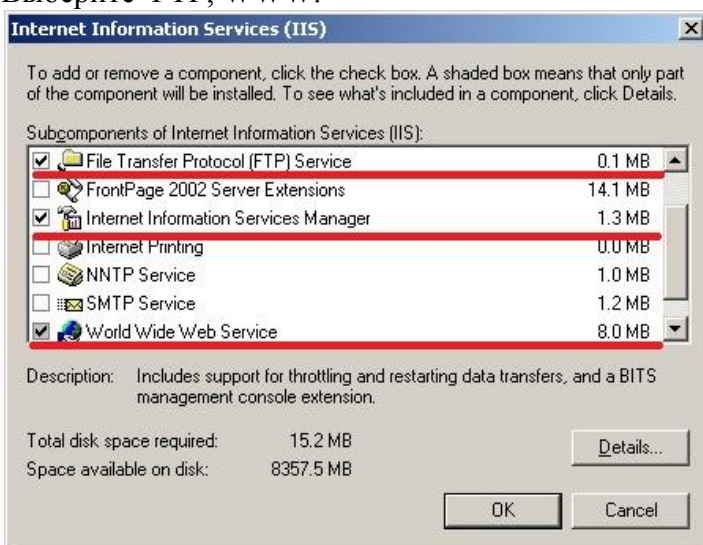 Выберите FTP, WWW.
Internet Information Services (IIS)
To add or remove a component, click the check box. A shaded box means that only part
of the component will be installed. To see what's included in a component, click Details.
Subcomponents of Internet Information Services (IIS):
File Transfer Protocol (FTP) Service 0.1 MB
FrontPage 2002 Server Extensions 14.1 MB
Internet Information Services Manager 1.3 MB
Internet Printing 0.0 MB
NNTP Service 1.0 MB
SMTP Service 1.2 MB
World Wide Web Service 8.0 MB
Description: Includes support for throttling and restarting data transfers, and a BITS
management console extension.
Total disk space required: 15.2 MB
Details...
Space available on disk: 8357.5 MB
OK Cancel